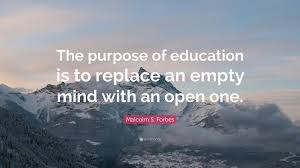 The purpose of education
is to replace an empty
mind with an open one.
Malcolm S. Forbes